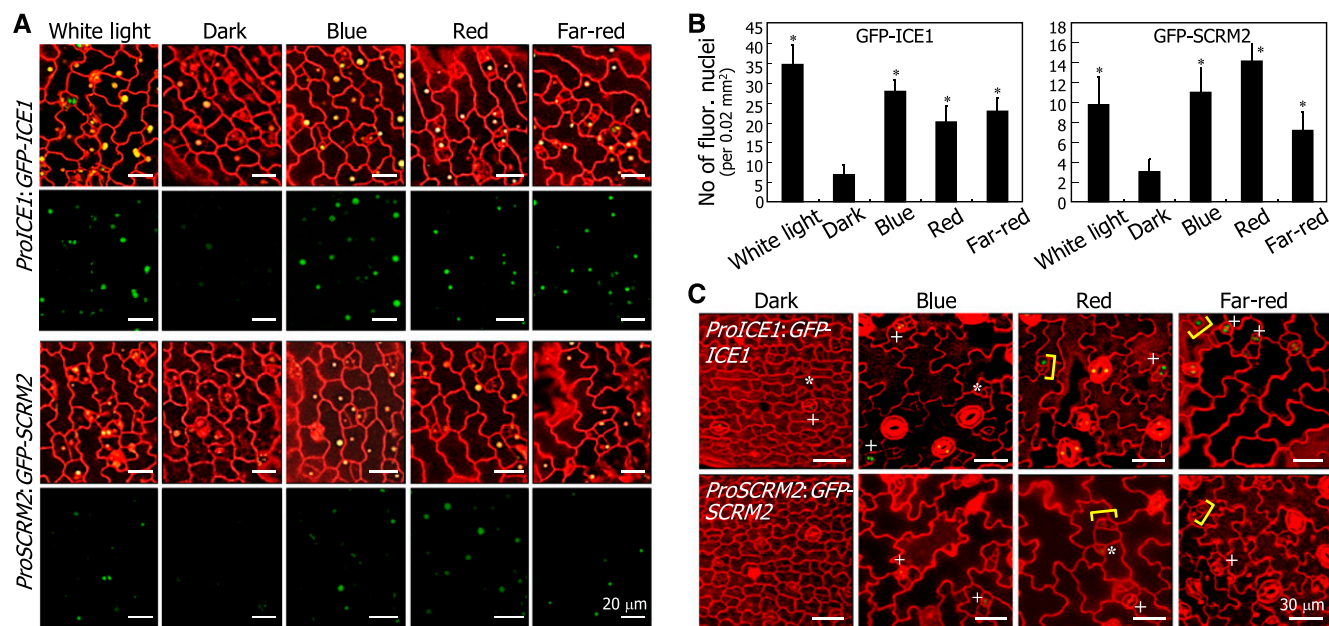 A
White light Dark Blue Red Far-red
ProICE1:GFP-ICE1
ProSCRM2:GFP-SCRM2
20 μm
B
No of fluor. nuclei
(per 0.02 mm²)
GFP-ICE1
45
40
35
30
25
20
15
10
5
0
* * * *
White light Dark Blue Red Far-red
GFP-SCRM2
18
16
14
12
10
8
6
4
2
0
* * * *
White light Dark Blue Red Far-red
C
Dark Blue Red Far-red
ProICE1:GFP-
ICE1
* + + * + + + + +
ProSCRM2:GFP-
SCRM2
+ + * + +
30 μm